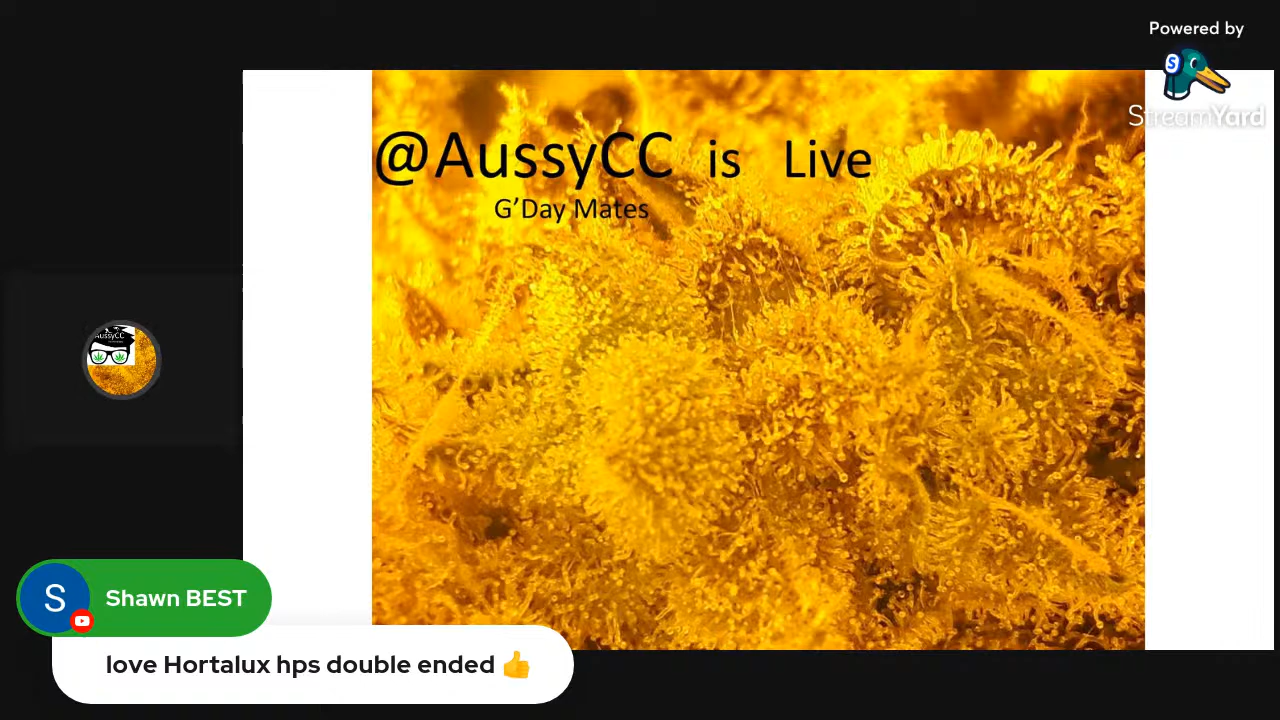 Powered by
StreamYard
@AussyCC is Live
G’Day Mates
AussyCC
S
Shawn BEST
love Hortalux hps double ended 👍